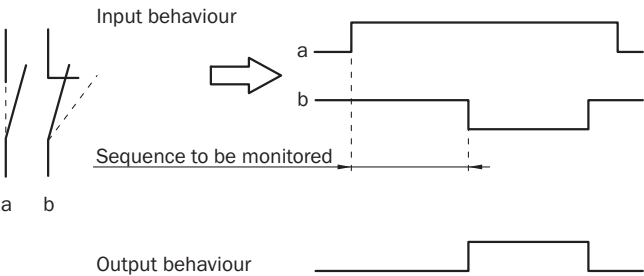 Input behaviour
a
b
Sequence to be monitored
a b
Output behaviour